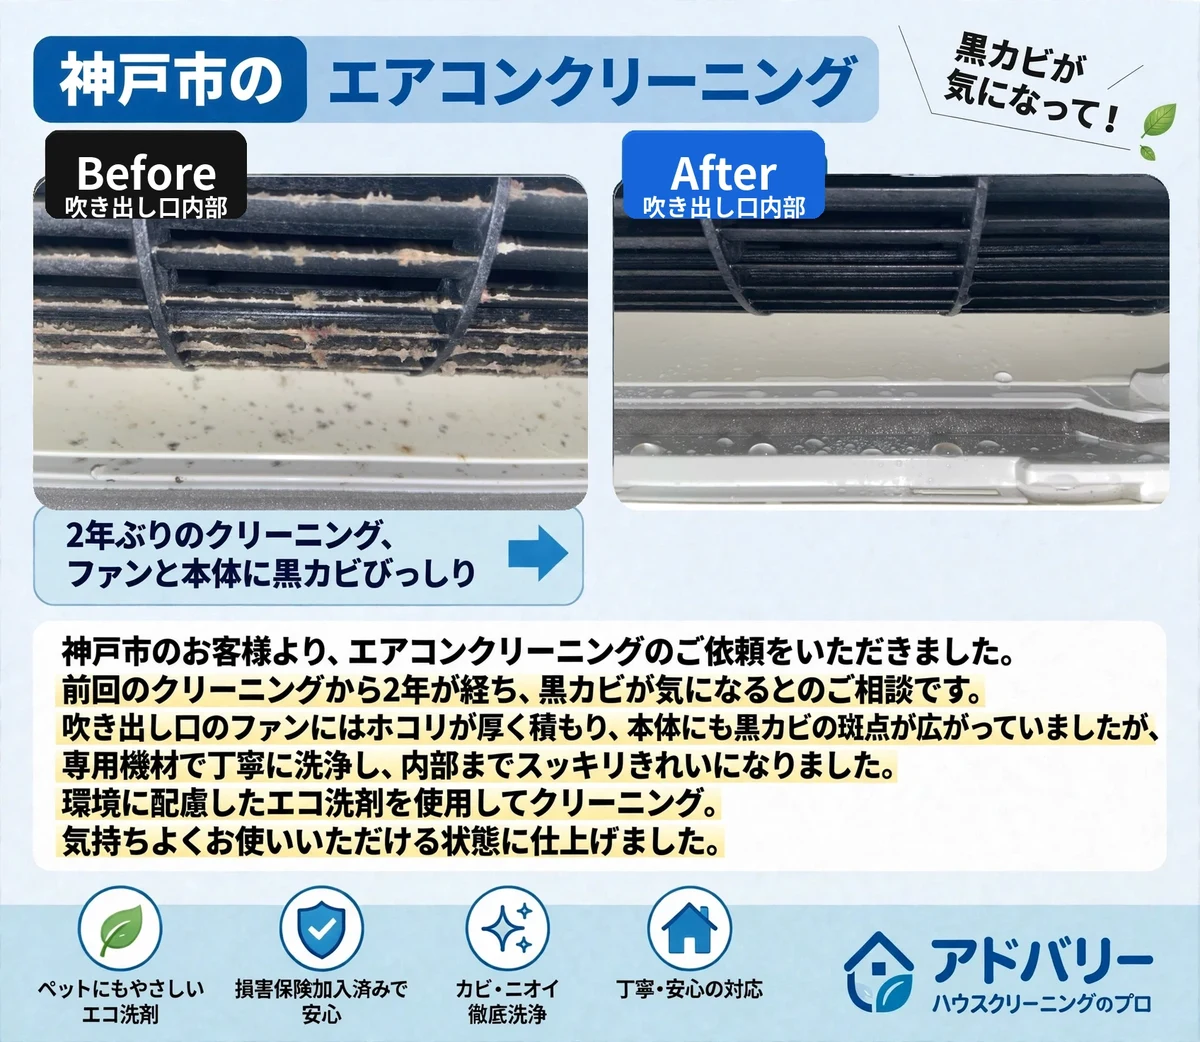 神戸市の エアコンクリーニング
黒カビが
気になって！
Before
吹き出し口内部
After
吹き出し口内部
2年ぶりのクリーニング、
ファンと本体に黒カビびっしり
神戸市のお客様より、エアコンクリーニングのご依頼をいただきました。
前回のクリーニングから2年が経ち、黒カビが気になるとのご相談です。
吹き出し口のファンにはホコリが厚く積もり、本体にも黒カビの斑点が広がっていましたが、
専用機材で丁寧に洗浄し、内部までスッキリきれいになりました。
環境に配慮したエコ洗剤を使用してクリーニング。
気持ちよくお使いいただける状態に仕上げました。
ペットにもやさしい
エコ洗剤
損害保険加入済みで
安心
カビ・ニオイ
徹底洗浄
丁寧・安心の対応
アドバリー
ハウスクリーニングのプロ